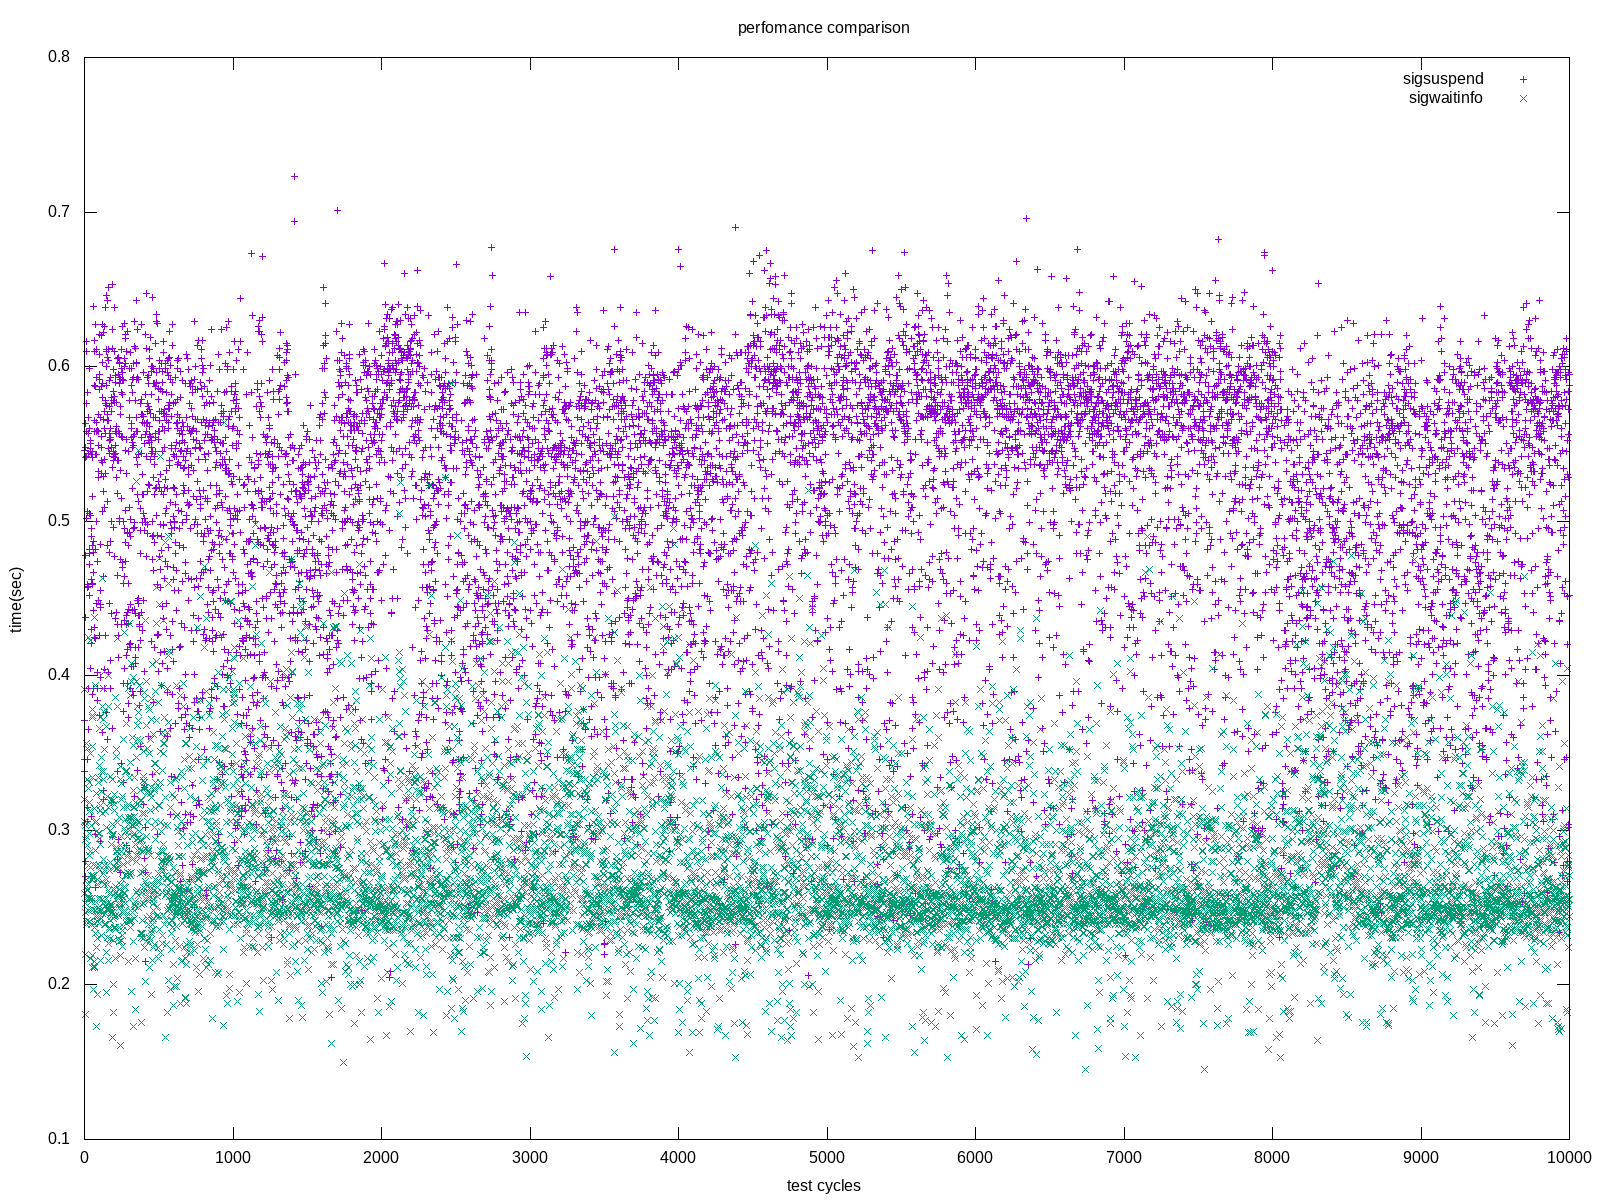 perfomance comparison
sigsuspend
sigwaitinfo
0.8
0.7
0.6
0.5
0.4
0.3
0.2
0.1
time(sec)
0 1000 2000 3000 4000 5000 6000 7000 8000 9000 10000
test cycles